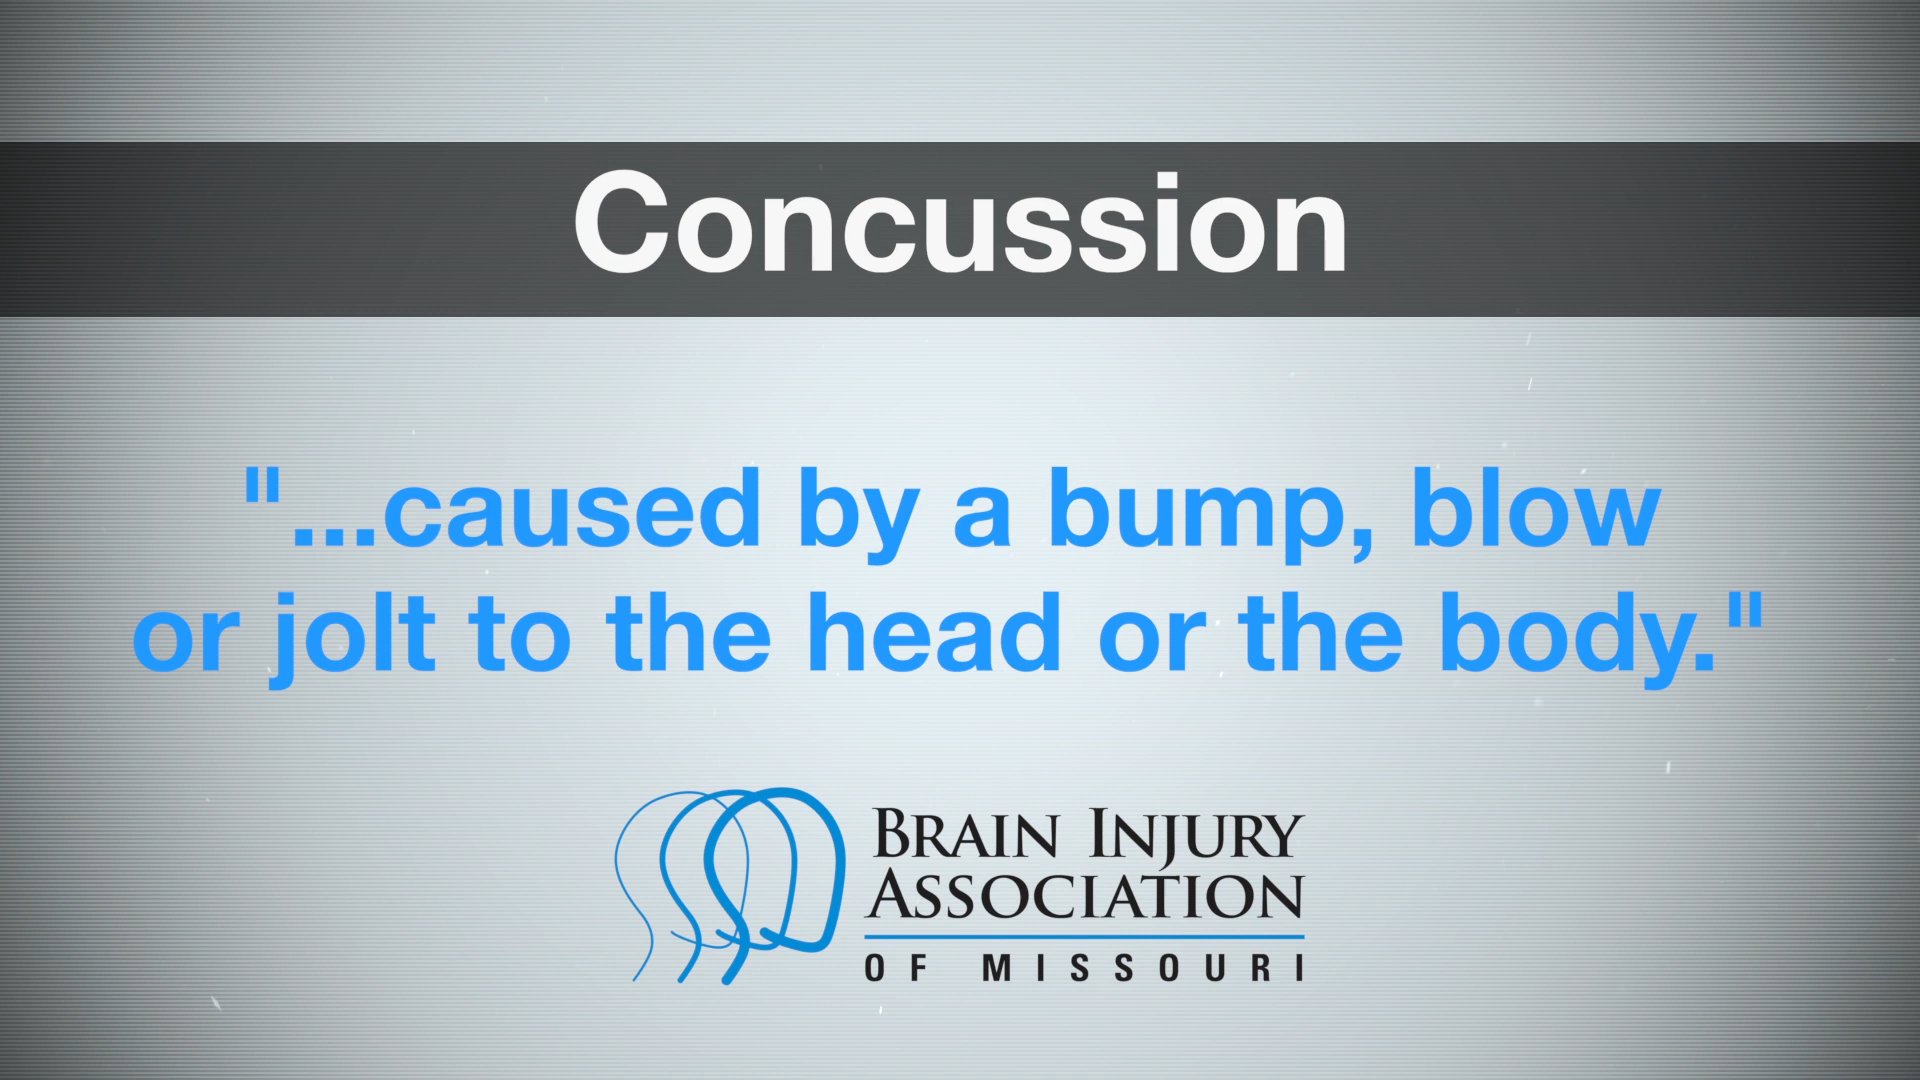 Concussion
"...caused by a bump, blow
or jolt to the head or the body."
BRAIN INJURY
ASSOCIATION
OF MISSOURI